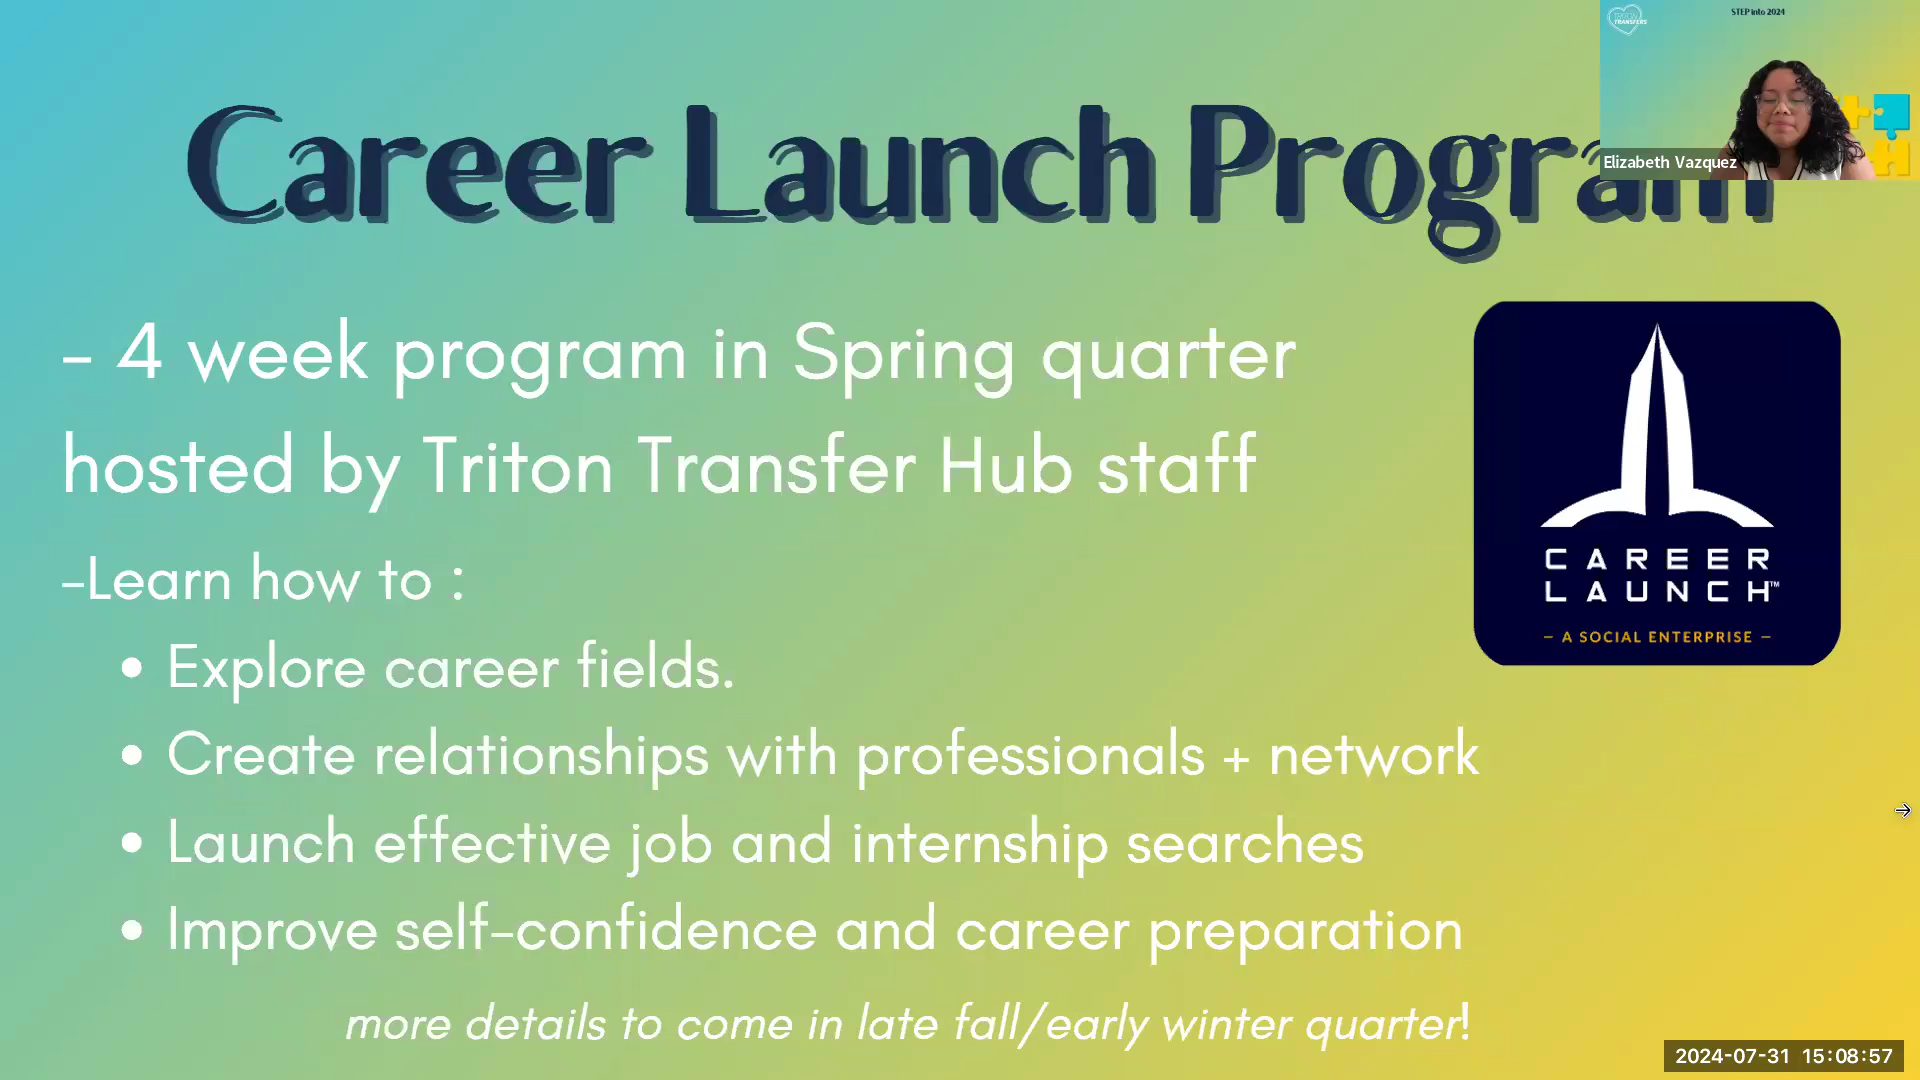 STEP into 2024
TRITON
TRANSFERS
Elizabeth Vazquez
Career Launch Program
- 4 week program in Spring quarter
hosted by Triton Transfer Hub staff
-Learn how to :
• Explore career fields.
• Create relationships with professionals + network
• Launch effective job and internship searches
• Improve self-confidence and career preparation
more details to come in late fall/early winter quarter!
CAREER
LAUNCH™
– A SOCIAL ENTERPRISE –
2024-07-31 15:08:57